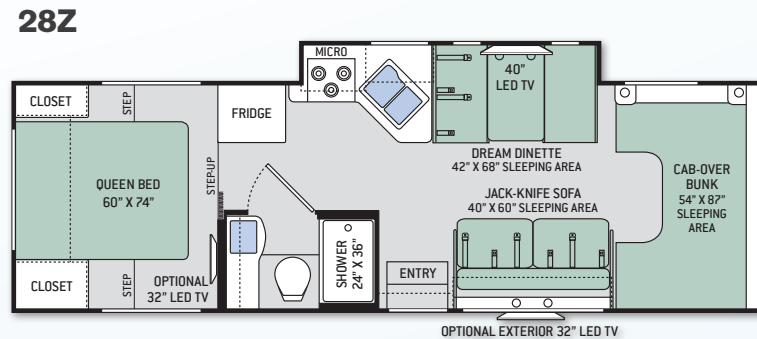 28Z
MICRO
CLOSET
STEP
FRIDGE
40”
LED TV
QUEEN BED
60” X 74”
STEP-UP
DREAM DINETTE
42” X 68” SLEEPING AREA
JACK-KNIFE SOFA
40” X 60” SLEEPING AREA
CAB-OVER
BUNK
54” X 87”
SLEEPING
AREA
CLOSET
STEP
OPTIONAL
32” LED TV
SHOWER
24” X 36”
ENTRY
OPTIONAL EXTERIOR 32” LED TV